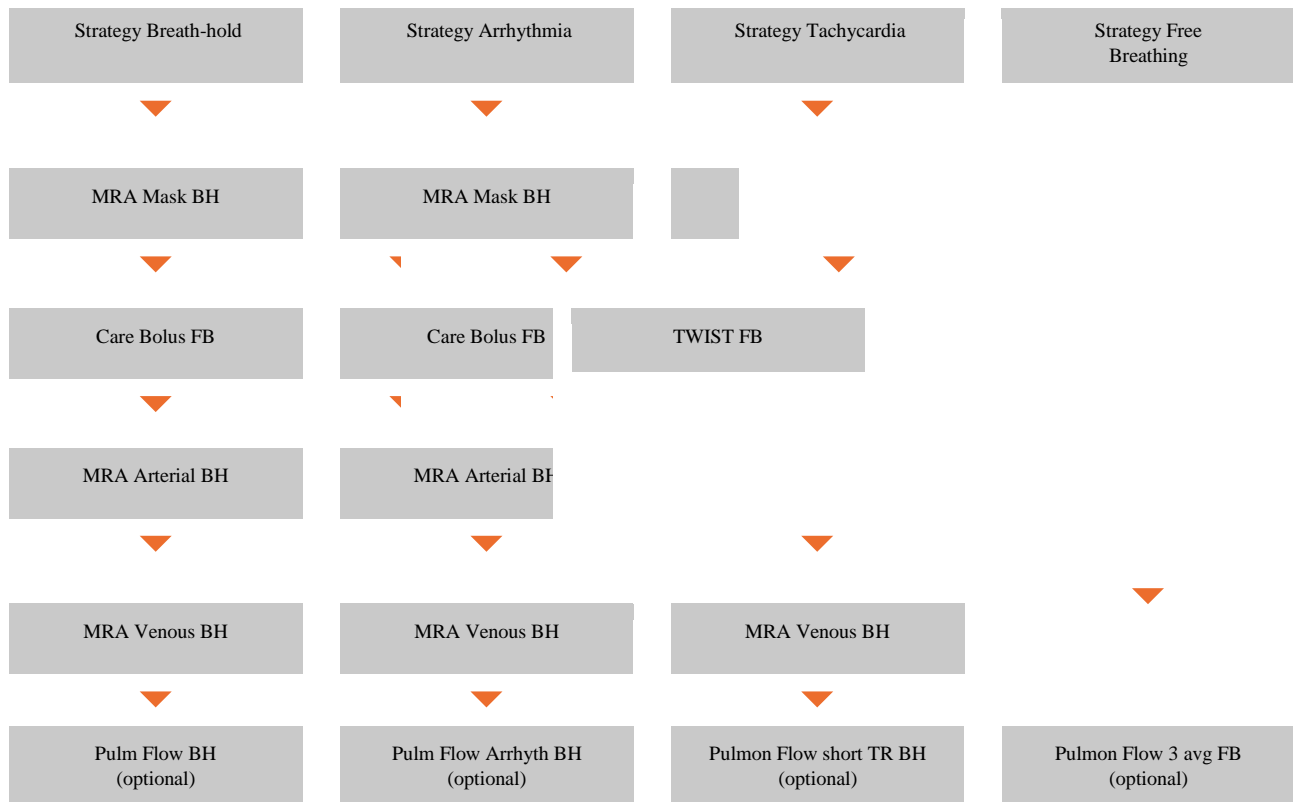 Strategy Breath-hold
Strategy Arrhythmia
Strategy Tachycardia
Strategy Free
Breathing
MRA Mask BH
MRA Mask BH
Care Bolus FB
Care Bolus FB
TWIST FB
MRA Arterial BH
MRA Arterial BH
MRA Venous BH
MRA Venous BH
MRA Venous BH
Pulm Flow BH
(optional)
Pulm Flow Arrhyth BH
(optional)
Pulmon Flow short TR BH
(optional)
Pulmon Flow 3 avg FB
(optional)